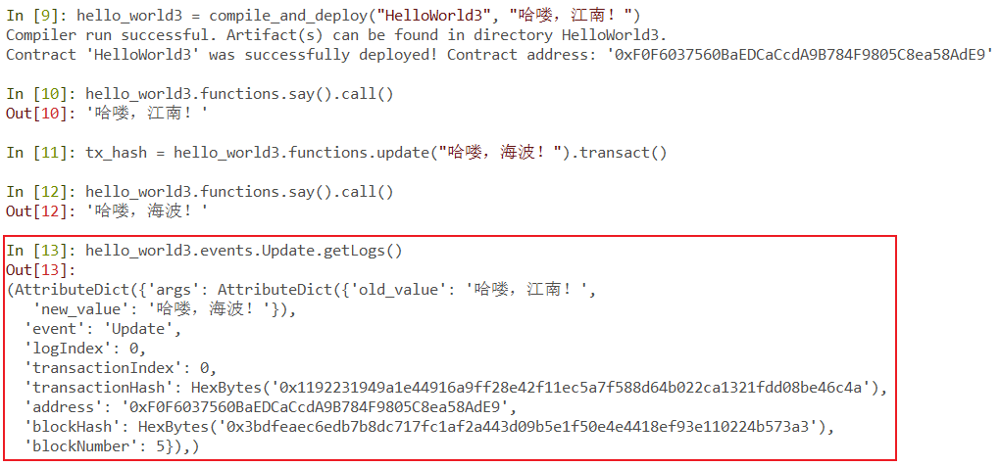 In [9]: hello_world3 = compile_and_deploy("HelloWorld3", "哈喽，江南！")
Compiler run successful. Artifact(s) can be found in directory HelloWorld3.
Contract 'HelloWorld3' was successfully deployed! Contract address: '0xF0F6037560BaEDCaCcdA9B784F9805C8ea58AdE9'
In [10]: hello_world3.functions.say().call()
Out[10]: '哈喽，江南！'
In [11]: tx_hash = hello_world3.functions.update("哈喽，海波！").transact()
In [12]: hello_world3.functions.say().call()
Out[12]: '哈喽，海波！'
In [13]: hello_world3.events.Update.getLogs()
Out[13]:
(AttributeDict({'args': AttributeDict({'old_value': '哈喽，江南！',
   'new_value': '哈喽，海波！'}),
  'event': 'Update',
  'logIndex': 0,
  'transactionIndex': 0,
  'transactionHash': HexBytes('0x1192231949a1e44916a9ff28e42f11ec5a7f588d64b022ca1321fdd08be46c4a'),
  'address': '0xF0F6037560BaEDCaCcdA9B784F9805C8ea58AdE9',
  'blockHash': HexBytes('0x3bdfeaec6edb7b8dc717fc1af2a443d09b5e1f50e4e4418ef93e110224b573a3'),
  'blockNumber': 5}),)